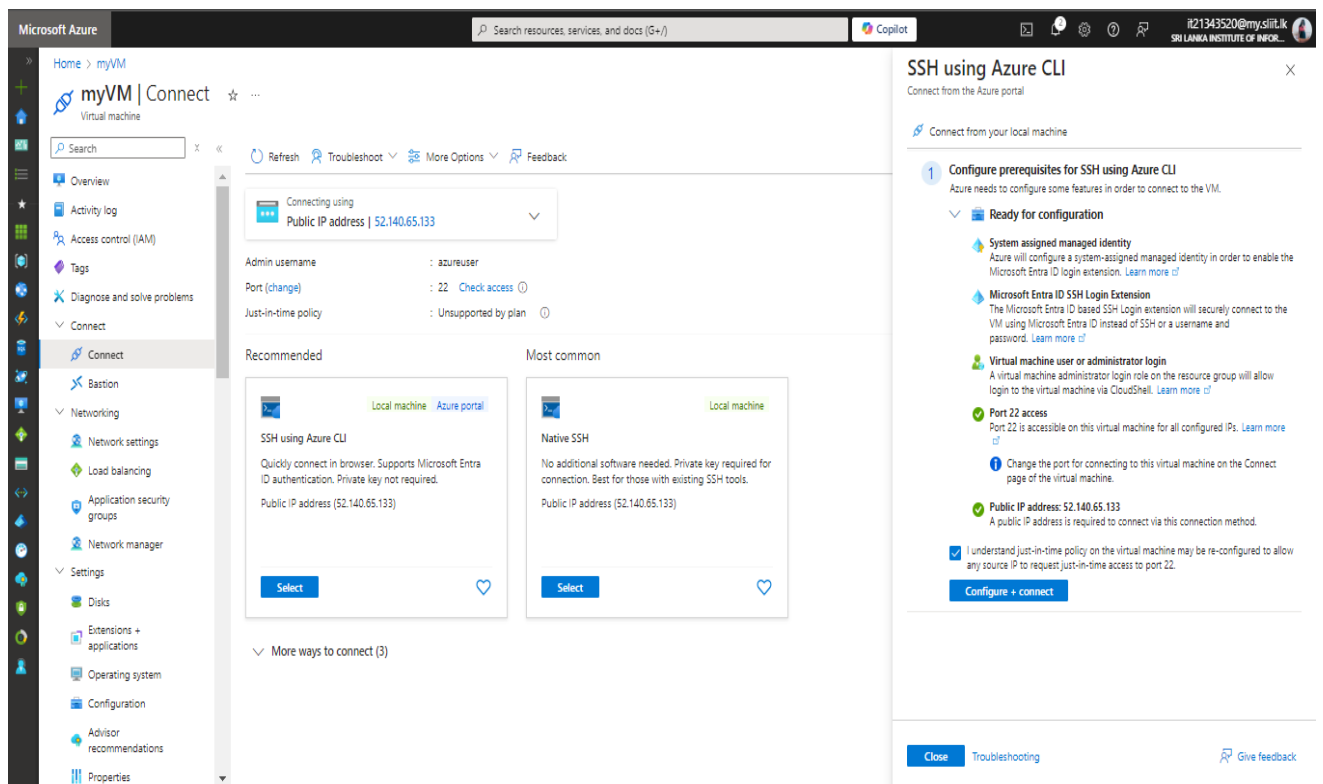 Microsoft Azure
Search resources, services, and docs (G+/)
Copilot
2
it21343520@my.sliit.lk
SRI LANKA INSTITUTE OF INFOR...
Home > myVM
myVM | Connect
Virtual machine
Search
Overview
Activity log
Access control (IAM)
Tags
Diagnose and solve problems
Connect
Connect
Bastion
Networking
Network settings
Load balancing
Application security
groups
Network manager
Settings
Disks
Extensions +
applications
Operating system
Configuration
Advisor
recommendations
Properties
Refresh
Troubleshoot
More Options
Feedback
Connecting using
Public IP address | 52.140.65.133
Admin username : azureuser
Port (change) : 22 Check access
Just-in-time policy : Unsupported by plan
Recommended
Local machine Azure portal
SSH using Azure CLI
Quickly connect in browser. Supports Microsoft Entra
ID authentication. Private key not required.
Public IP address (52.140.65.133)
Select
Most common
Local machine
Native SSH
No additional software needed. Private key required for
connection. Best for those with existing SSH tools.
Public IP address (52.140.65.133)
Select
More ways to connect (3)
SSH using Azure CLI
Connect from the Azure portal
Connect from your local machine
1 Configure prerequisites for SSH using Azure CLI
Azure needs to configure some features in order to connect to the VM.
Ready for configuration
System assigned managed identity
Azure will configure a system-assigned managed identity in order to enable the
Microsoft Entra ID login extension. Learn more
Microsoft Entra ID SSH Login Extension
The Microsoft Entra ID based SSH Login extension will securely connect to the
VM using Microsoft Entra ID instead of SSH or a username and
password. Learn more
Virtual machine user or administrator login
A virtual machine administrator login role on the resource group will allow
login to the virtual machine via CloudShell. Learn more
Port 22 access
Port 22 is accessible on this virtual machine for all configured IPs. Learn more
Change the port for connecting to this virtual machine on the Connect
page of the virtual machine.
Public IP address: 52.140.65.133
A public IP address is required to connect via this connection method.
I understand just-in-time policy on the virtual machine may be re-configured to allow
any source IP to request just-in-time access to port 22.
Configure + connect
Close
Troubleshooting
Give feedback